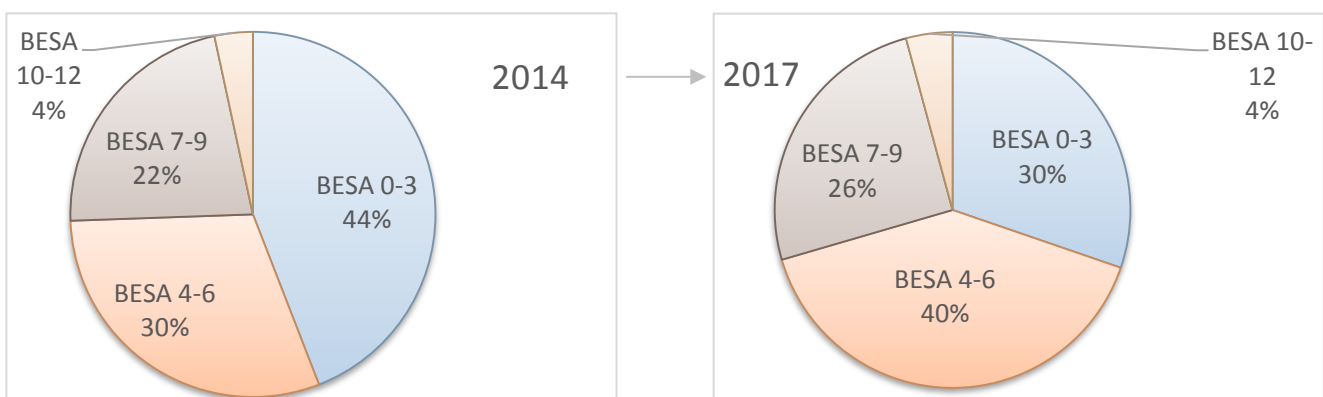 BESA
10-12
4%
2014
BESA 7-9
22%
BESA 0-3
44%
BESA 4-6
30%
2017
BESA 10-
12
4%
BESA 0-3
30%
BESA 7-9
26%
BESA 4-6
40%